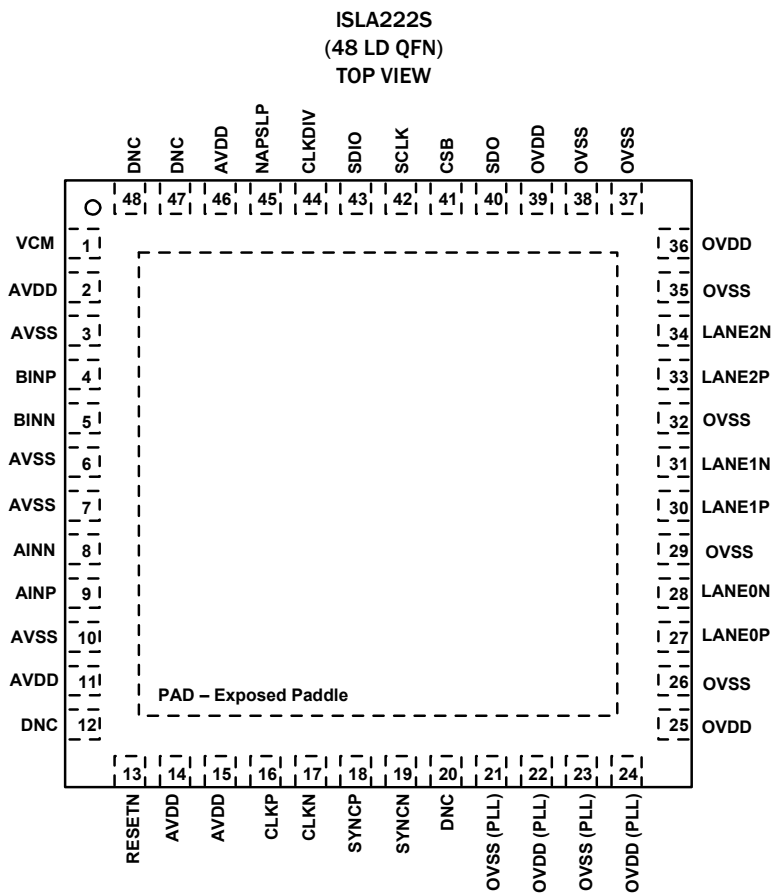 ISLA222S
(48 LD QFN)
TOP VIEW
DNC
DNC
AVDD
NAPSLP
CLKDIV
SDIO
SCLK
CSB
SDO
OVDD
OVSS
OVSS
48 47 46 45 44 43 42 41 40 39 38 37
VCM 1
AVDD 2
AVSS 3
BINP 4
BINN 5
AVSS 6
AVSS 7
AINN 8
AINP 9
AVSS 10
AVDD 11
DNC 12
36 OVDD
35 OVSS
34 LANE2N
33 LANE2P
32 OVSS
31 LANE1N
30 LANE1P
29 OVSS
28 LANE0N
27 LANE0P
26 OVSS
25 OVDD
PAD – Exposed Paddle
13 14 15 16 17 18 19 20 21 22 23 24
RESETN
AVDD
AVDD
CLKP
CLKN
SYNCP
SYNCN
DNC
OVSS (PLL)
OVDD (PLL)
OVSS (PLL)
OVDD (PLL)